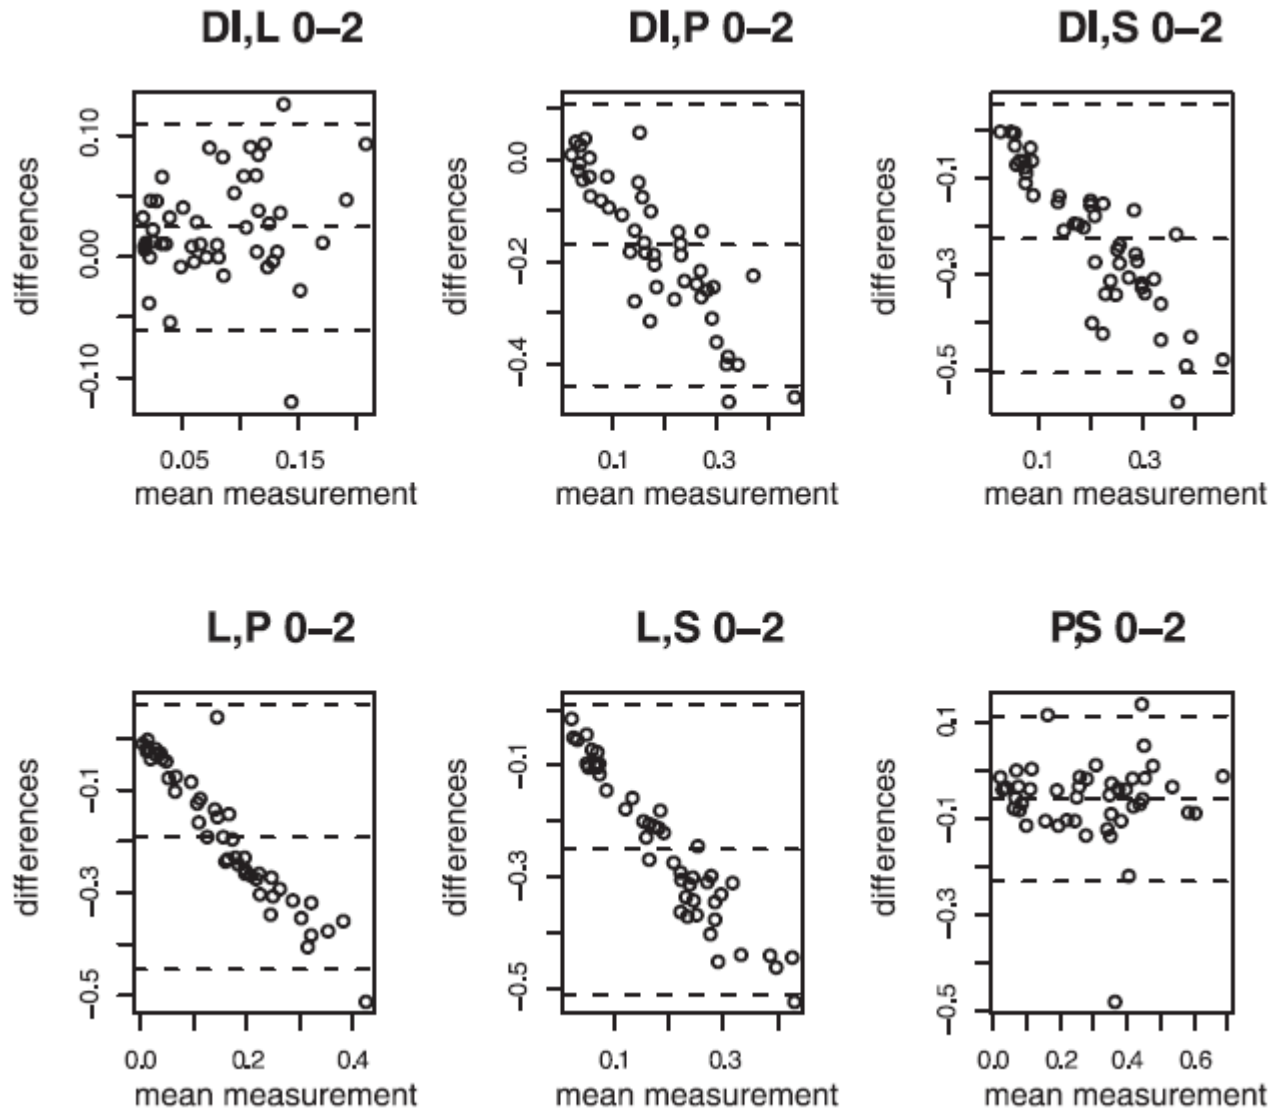 DI,L 0–2
differences
0.10
0.00
−0.10
0.05
0.15
mean measurement
DI,P 0–2
differences
0.0
−0.2
−0.4
0.1
0.3
mean measurement
DI,S 0–2
differences
−0.1
−0.3
−0.5
0.1
0.3
mean measurement
L,P 0–2
differences
−0.1
−0.3
−0.5
0.0
0.2
0.4
mean measurement
L,S 0–2
differences
−0.1
−0.3
−0.5
0.1
0.3
mean measurement
P,S 0–2
differences
0.1
−0.1
−0.3
−0.5
0.0
0.2
0.4
0.6
mean measurement